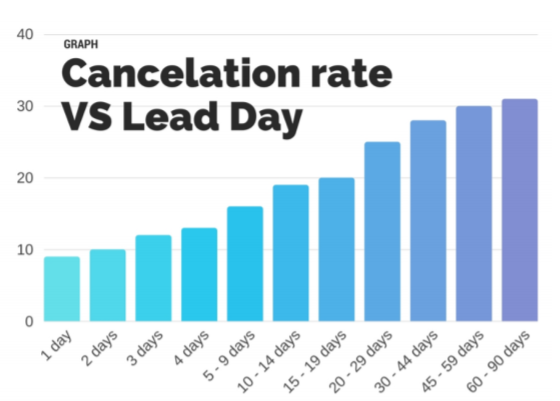 40
GRAPH
Cancelation rate
VS Lead Day
30
20
10
0
1 day
2 days
3 days
4 days
5 - 9 days
10 - 14 days
15 - 19 days
20 - 29 days
30 - 44 days
45 - 59 days
60 - 90 days